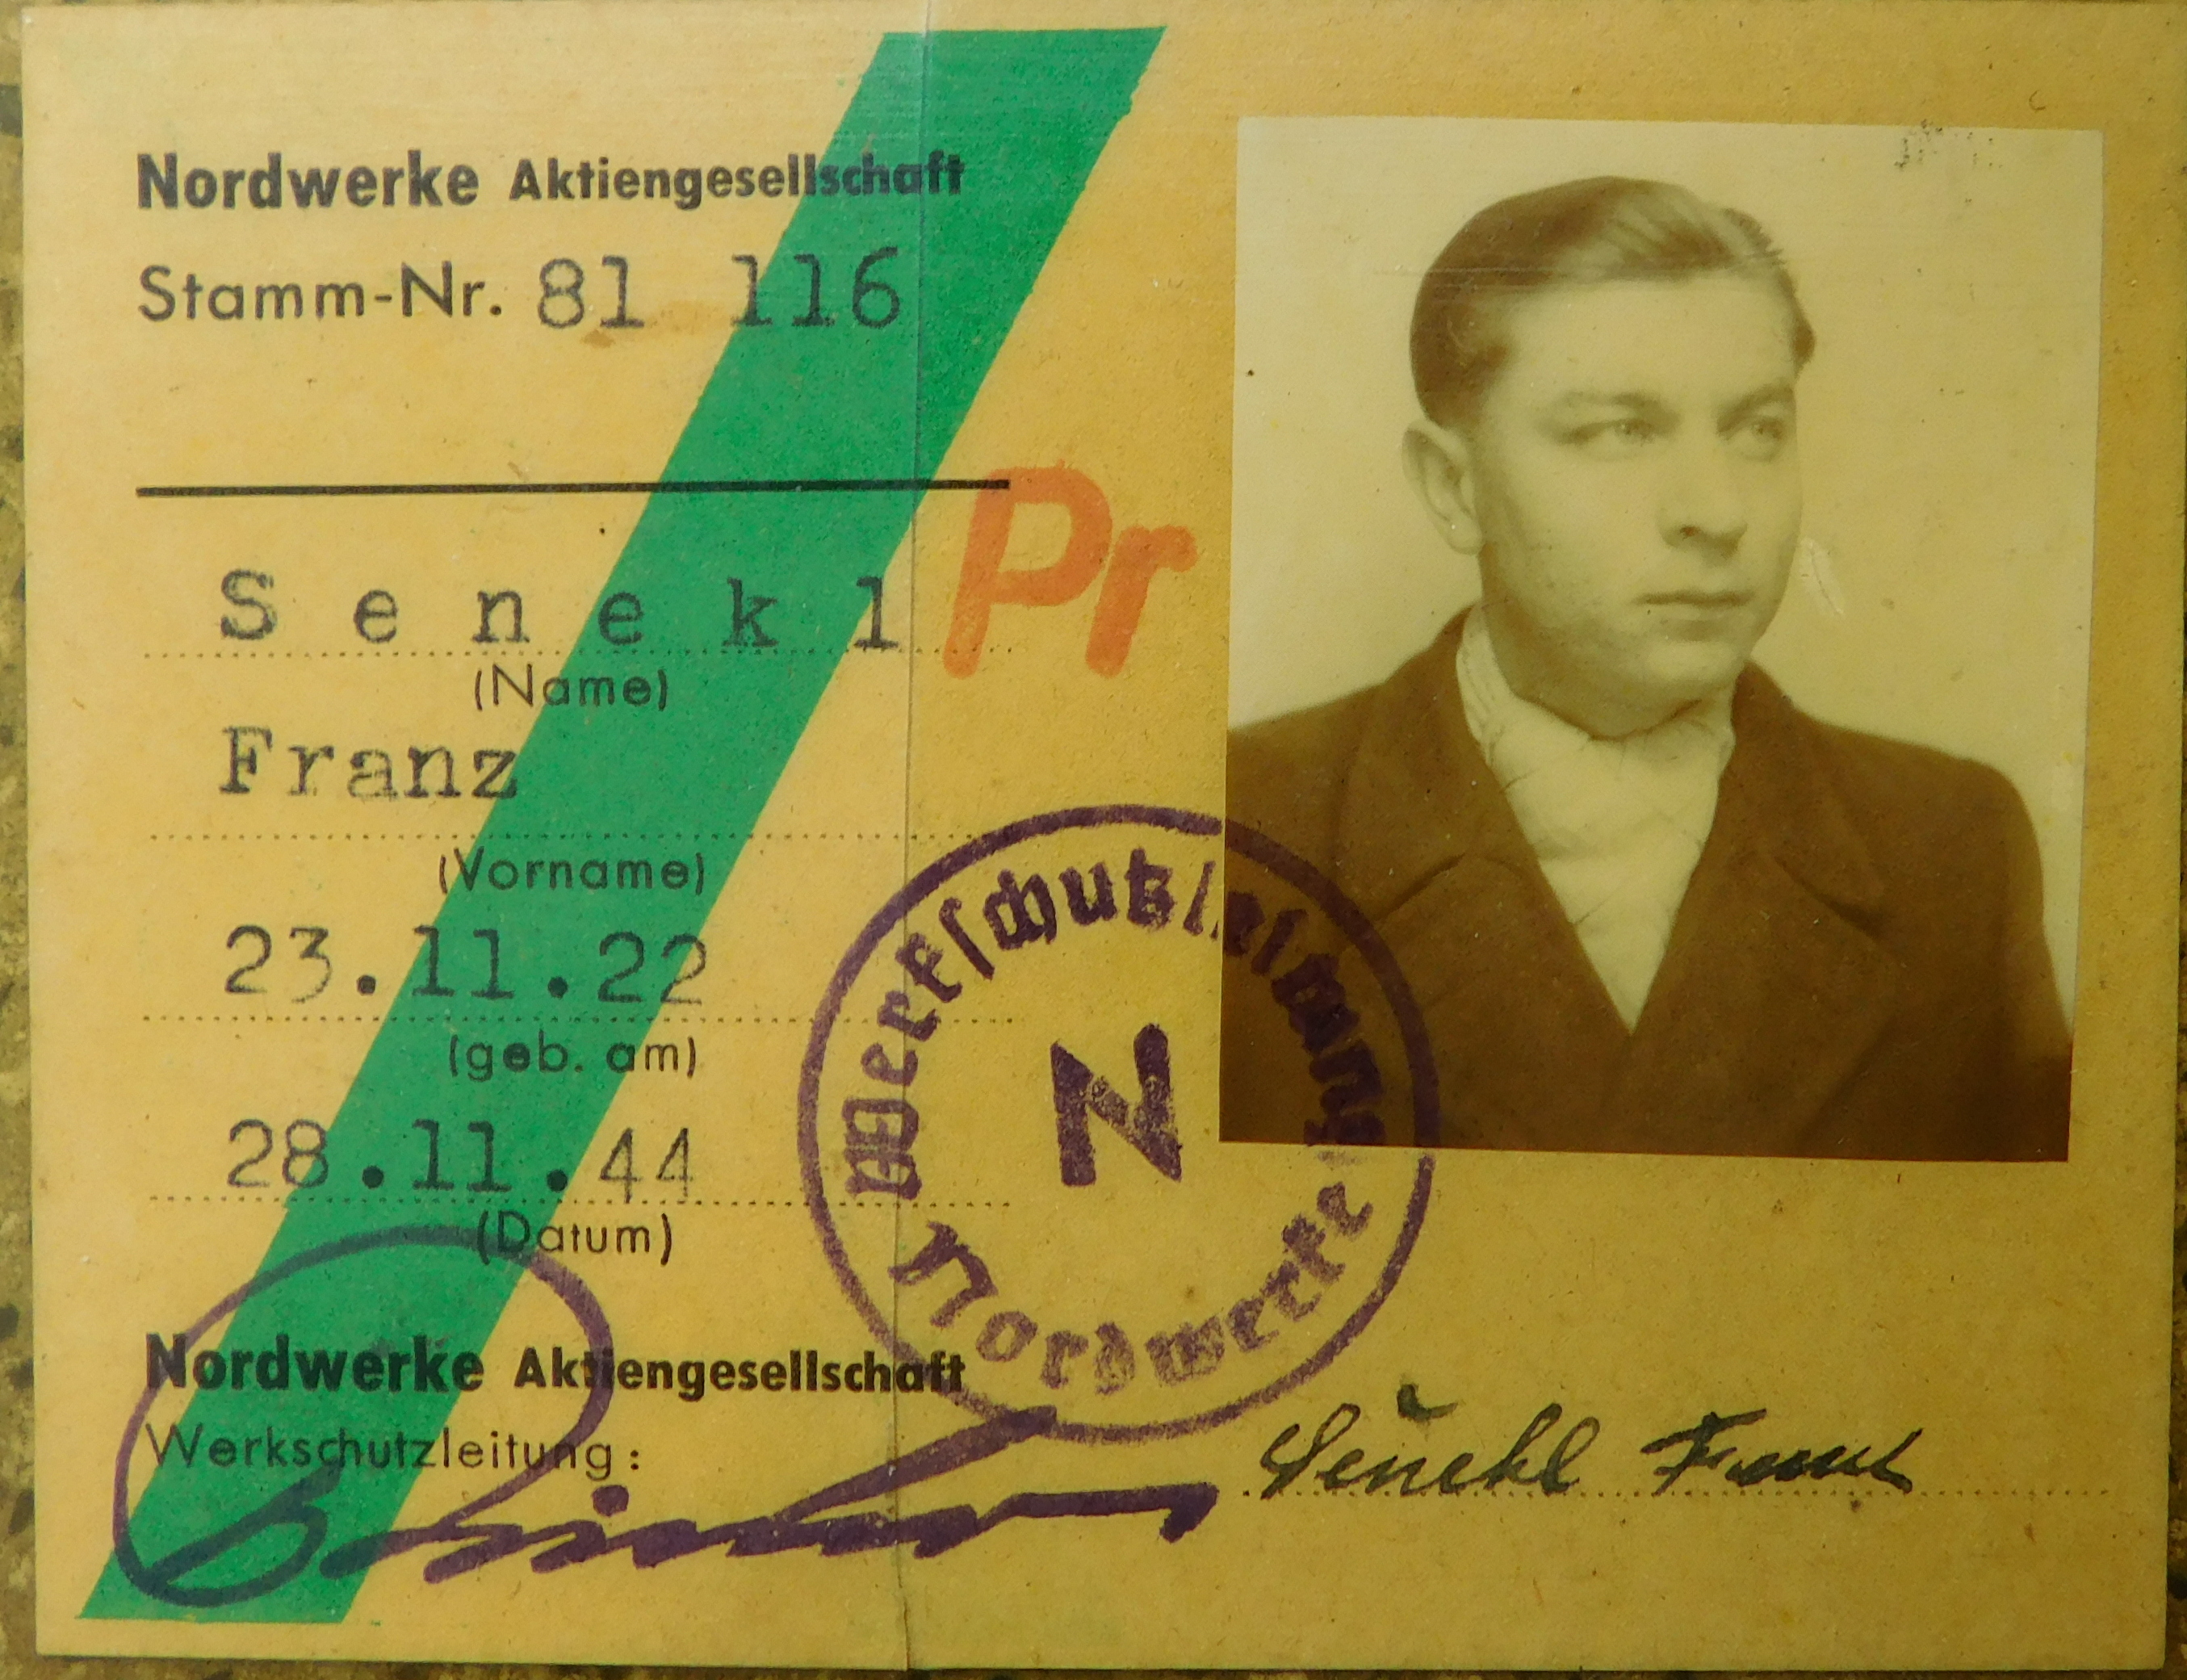 Nordwerke Aktiengesellschaft
Stamm-Nr. 81 116
Pr
S e n e k l
(Name)
Franz
(Vorname)
23.11.22
(geb. am)
28.11.44
(Datum)
Werkschutzleitung
N
Nordwerke
Nordwerke Aktiengesellschaft
Werkschutzleitung:
Senekl Franz